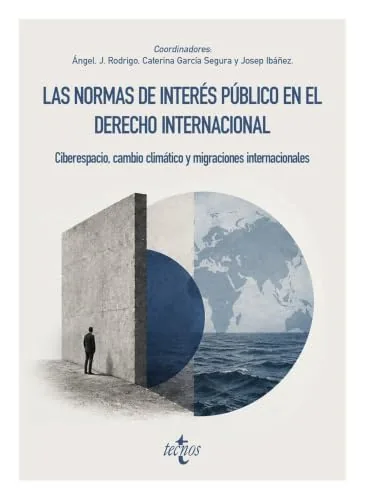 Coordinadores:
Ángel. J. Rodrigo. Caterina García Segura y Josep Ibáñez.
LAS NORMAS DE INTERÉS PÚBLICO EN EL
DERECHO INTERNACIONAL
Ciberespacio, cambio climático y migraciones internacionales
tecnos